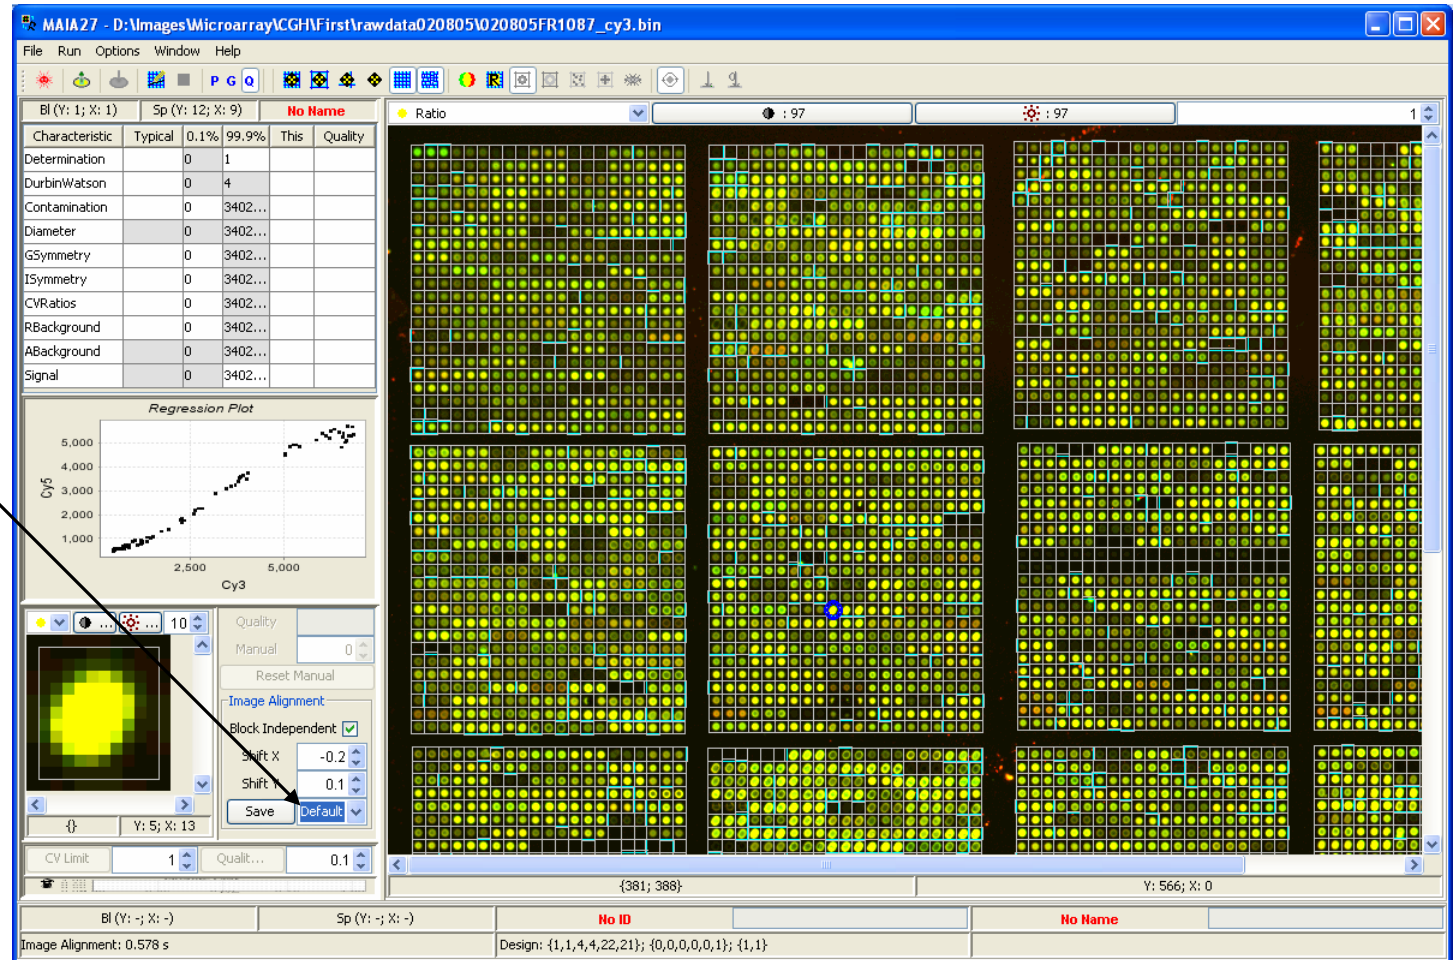 MAIA27 - D:\Images\Microarray\CGH\First\rawdata020805\020805FR1087_cy3.bin
File Run Options Window Help
P G Q
Bl (Y: 1; X: 1) Sp (Y: 12; X: 9) No Name
Ratio : 97 : 97 1
Characteristic Typical 0.1% 99.9% This Quality
Determination 0 1
DurbinWatson 0 4
Contamination 0 3402...
Diameter 0 3402...
GSymmetry 0 3402...
ISymmetry 0 3402...
CVRatios 0 3402...
RBackground 0 3402...
ABackground 0 3402...
Signal 0 3402...
Regression Plot
5,000
4,000
3,000
2,000
1,000
Cy5
2,500 5,000
Cy3
... ... 10
Quality
Manual 0
Reset Manual
Image Alignment
Block Independent
Shift X -0.2
Shift Y 0.1
Save Default
{} Y: 5; X: 13
CV Limit 1 Qualit... 0.1
{381; 388} Y: 566; X: 0
Bl (Y: -; X: -) Sp (Y: -; X: -) No ID No Name
Image Alignment: 0.578 s Design: {1,1,4,4,22,21}; {0,0,0,0,0,1}; {1,1}